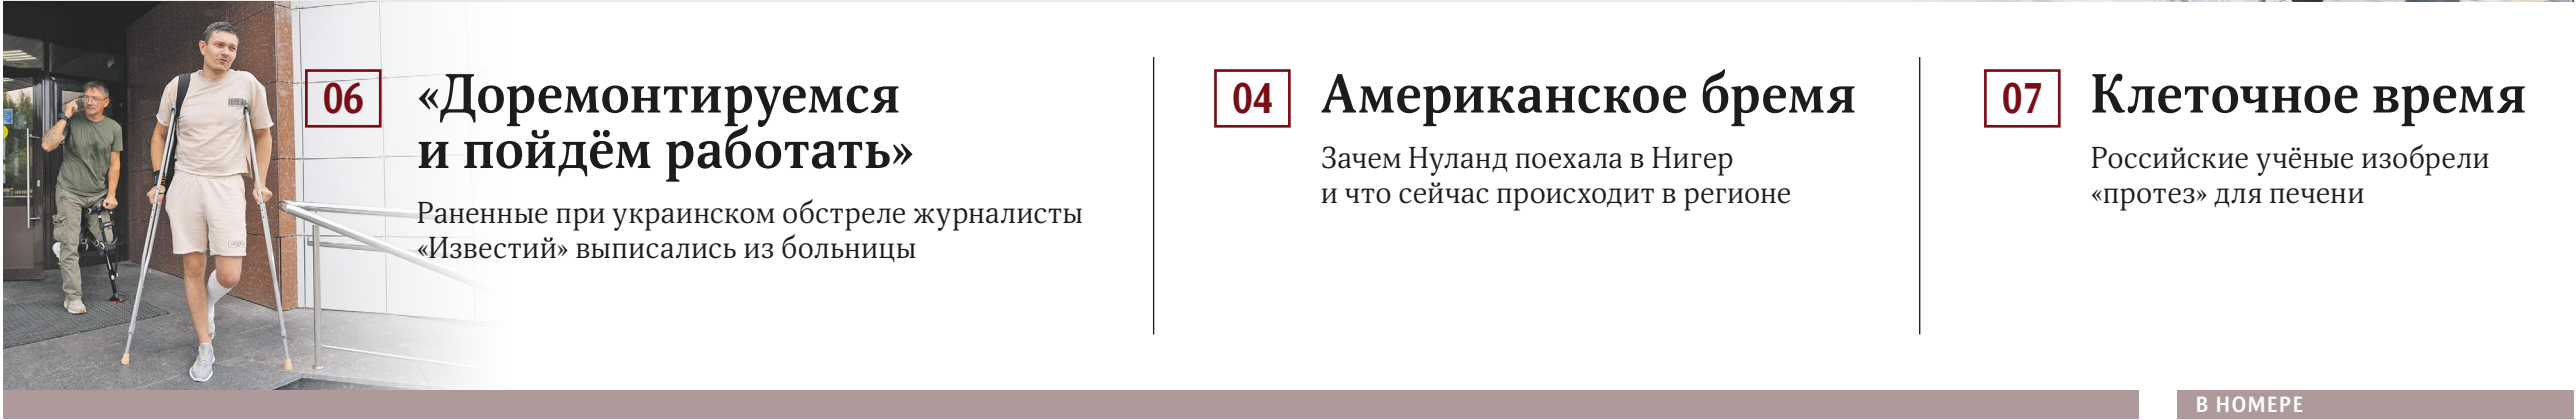 06
«Доремонтируемся
и пойдём работать»
Раненные при украинском обстреле журналисты
«Известий» выписались из больницы
04
Американское бремя
Зачем Нуланд поехала в Нигер
и что сейчас происходит в регионе
07
Клеточное время
Российские учёные изобрели
«протез» для печени
В НОМЕРЕ